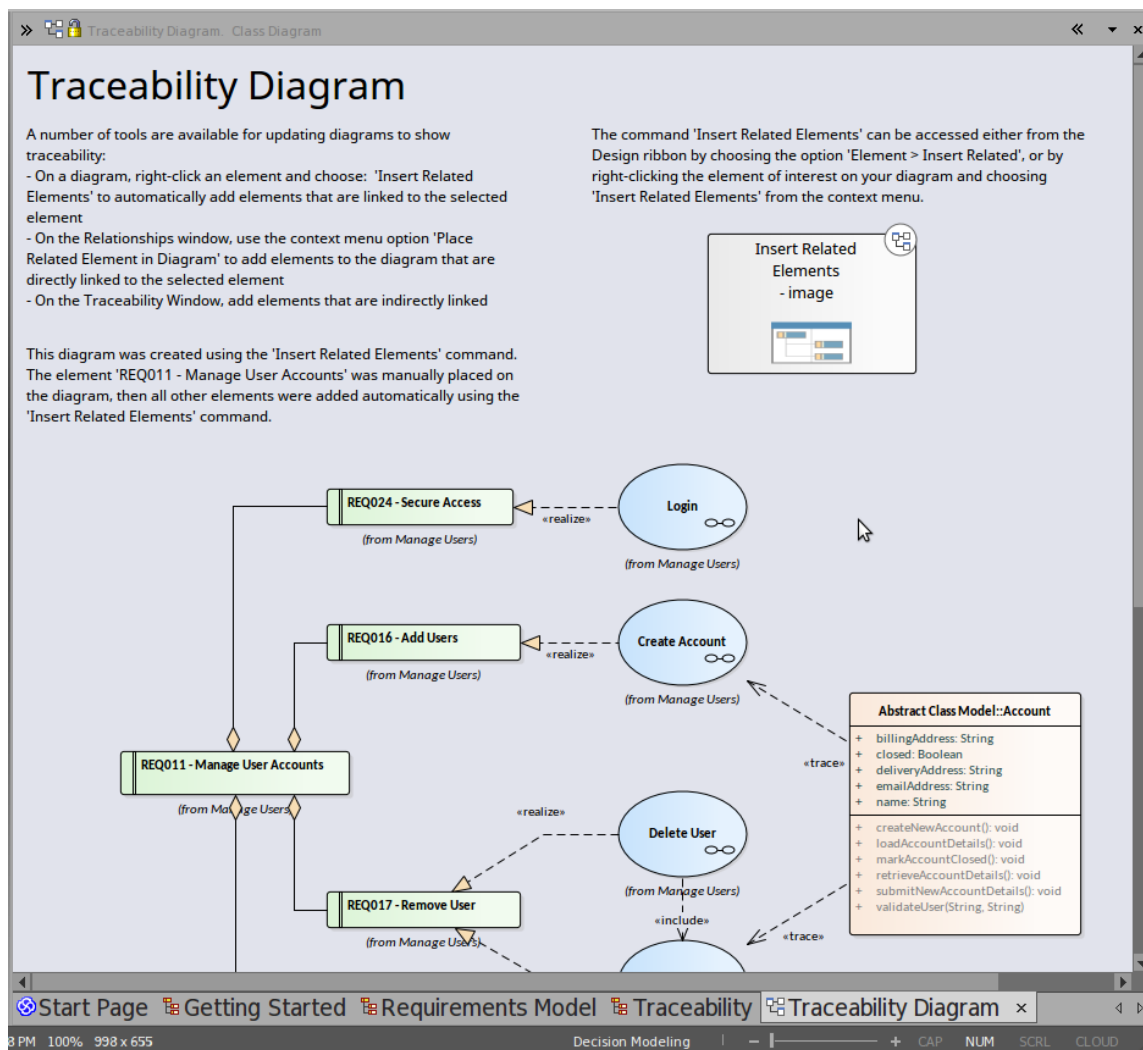 Traceability Diagram. Class Diagram
Traceability Diagram
A number of tools are available for updating diagrams to show
traceability:
- On a diagram, right-click an element and choose: 'Insert Related
Elements' to automatically add elements that are linked to the selected
element
- On the Relationships window, use the context menu option 'Place
Related Element in Diagram' to add elements to the diagram that are
directly linked to the selected element
- On the Traceability Window, add elements that are indirectly linked
This diagram was created using the 'Insert Related Elements' command.
The element 'REQ011 - Manage User Accounts' was manually placed on
the diagram, then all other elements were added automatically using the
'Insert Related Elements' command.
The command 'Insert Related Elements' can be accessed either from the
Design ribbon by choosing the option 'Element > Insert Related', or by
right-clicking the element of interest on your diagram and choosing
'Insert Related Elements' from the context menu.
Insert Related
Elements
- image
REQ024 - Secure Access
(from Manage Users)
«realize»
Login
(from Manage Users)
REQ016 - Add Users
(from Manage Users)
«realize»
Create Account
(from Manage Users)
Abstract Class Model::Account
+ billingAddress: String
+ closed: Boolean
+ deliveryAddress: String
+ emailAddress: String
+ name: String
+ createNewAccount(): void
+ loadAccountDetails(): void
+ markAccountClosed(): void
+ retrieveAccountDetails(): void
+ submitNewAccountDetails(): void
+ validateUser(String, String)
«trace»
REQ011 - Manage User Accounts
(from Manage Users)
«realize»
Delete User
(from Manage Users)
REQ017 - Remove User
(from Manage Users)
«include»
«trace»
Start Page Getting Started Requirements Model Traceability Traceability Diagram ×
8 PM 100% 998 x 655 Decision Modeling CAP NUM SCRL CLOUD